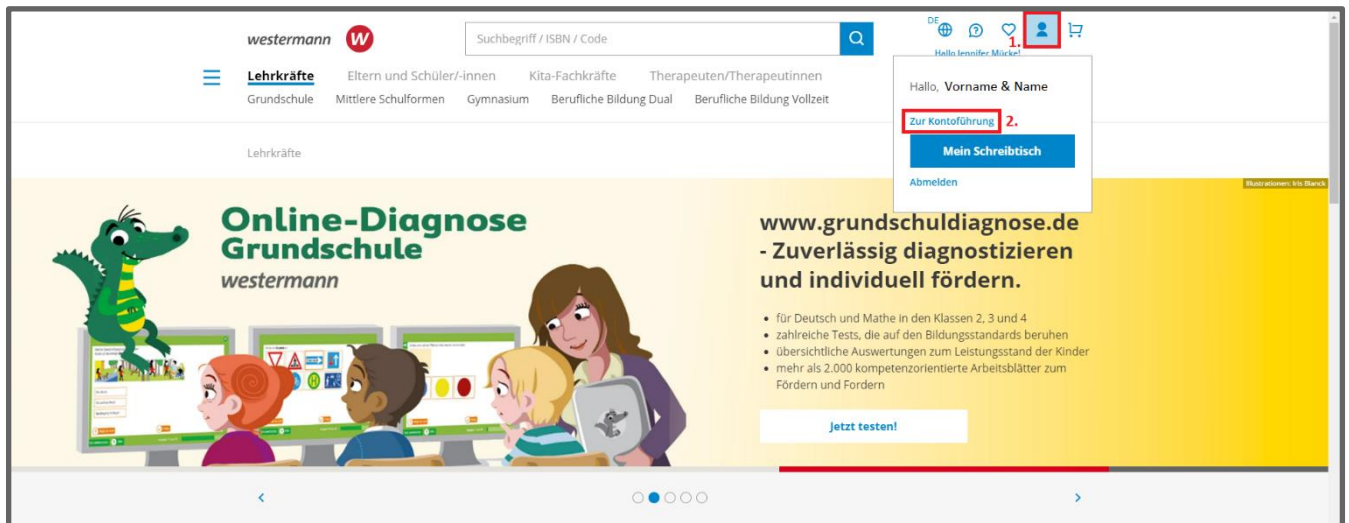 westermann W
Suchbegriff / ISBN / Code
DE
1.
Hallo Jennifer Mücke!
Lehrkräfte Eltern und Schüler/-innen Kita-Fachkräfte Therapeuten/Therapeutinnen
Grundschule Mittlere Schulformen Gymnasium Berufliche Bildung Dual Berufliche Bildung Vollzeit
Hallo, Vorname & Name
Zur Kontoführung 2.
Mein Schreibtisch
Abmelden
Lehrkräfte
Illustrationen: Iris Blanck
Online-Diagnose
Grundschule
westermann
www.grundschuldiagnose.de
- Zuverlässig diagnostizieren
und individuell fördern.
• für Deutsch und Mathe in den Klassen 2, 3 und 4
• zahlreiche Tests, die auf den Bildungsstandards beruhen
• übersichtliche Auswertungen zum Leistungsstand der Kinder
• mehr als 2.000 kompetenzorientierte Arbeitsblätter zum
Fördern und Fordern
Jetzt testen!